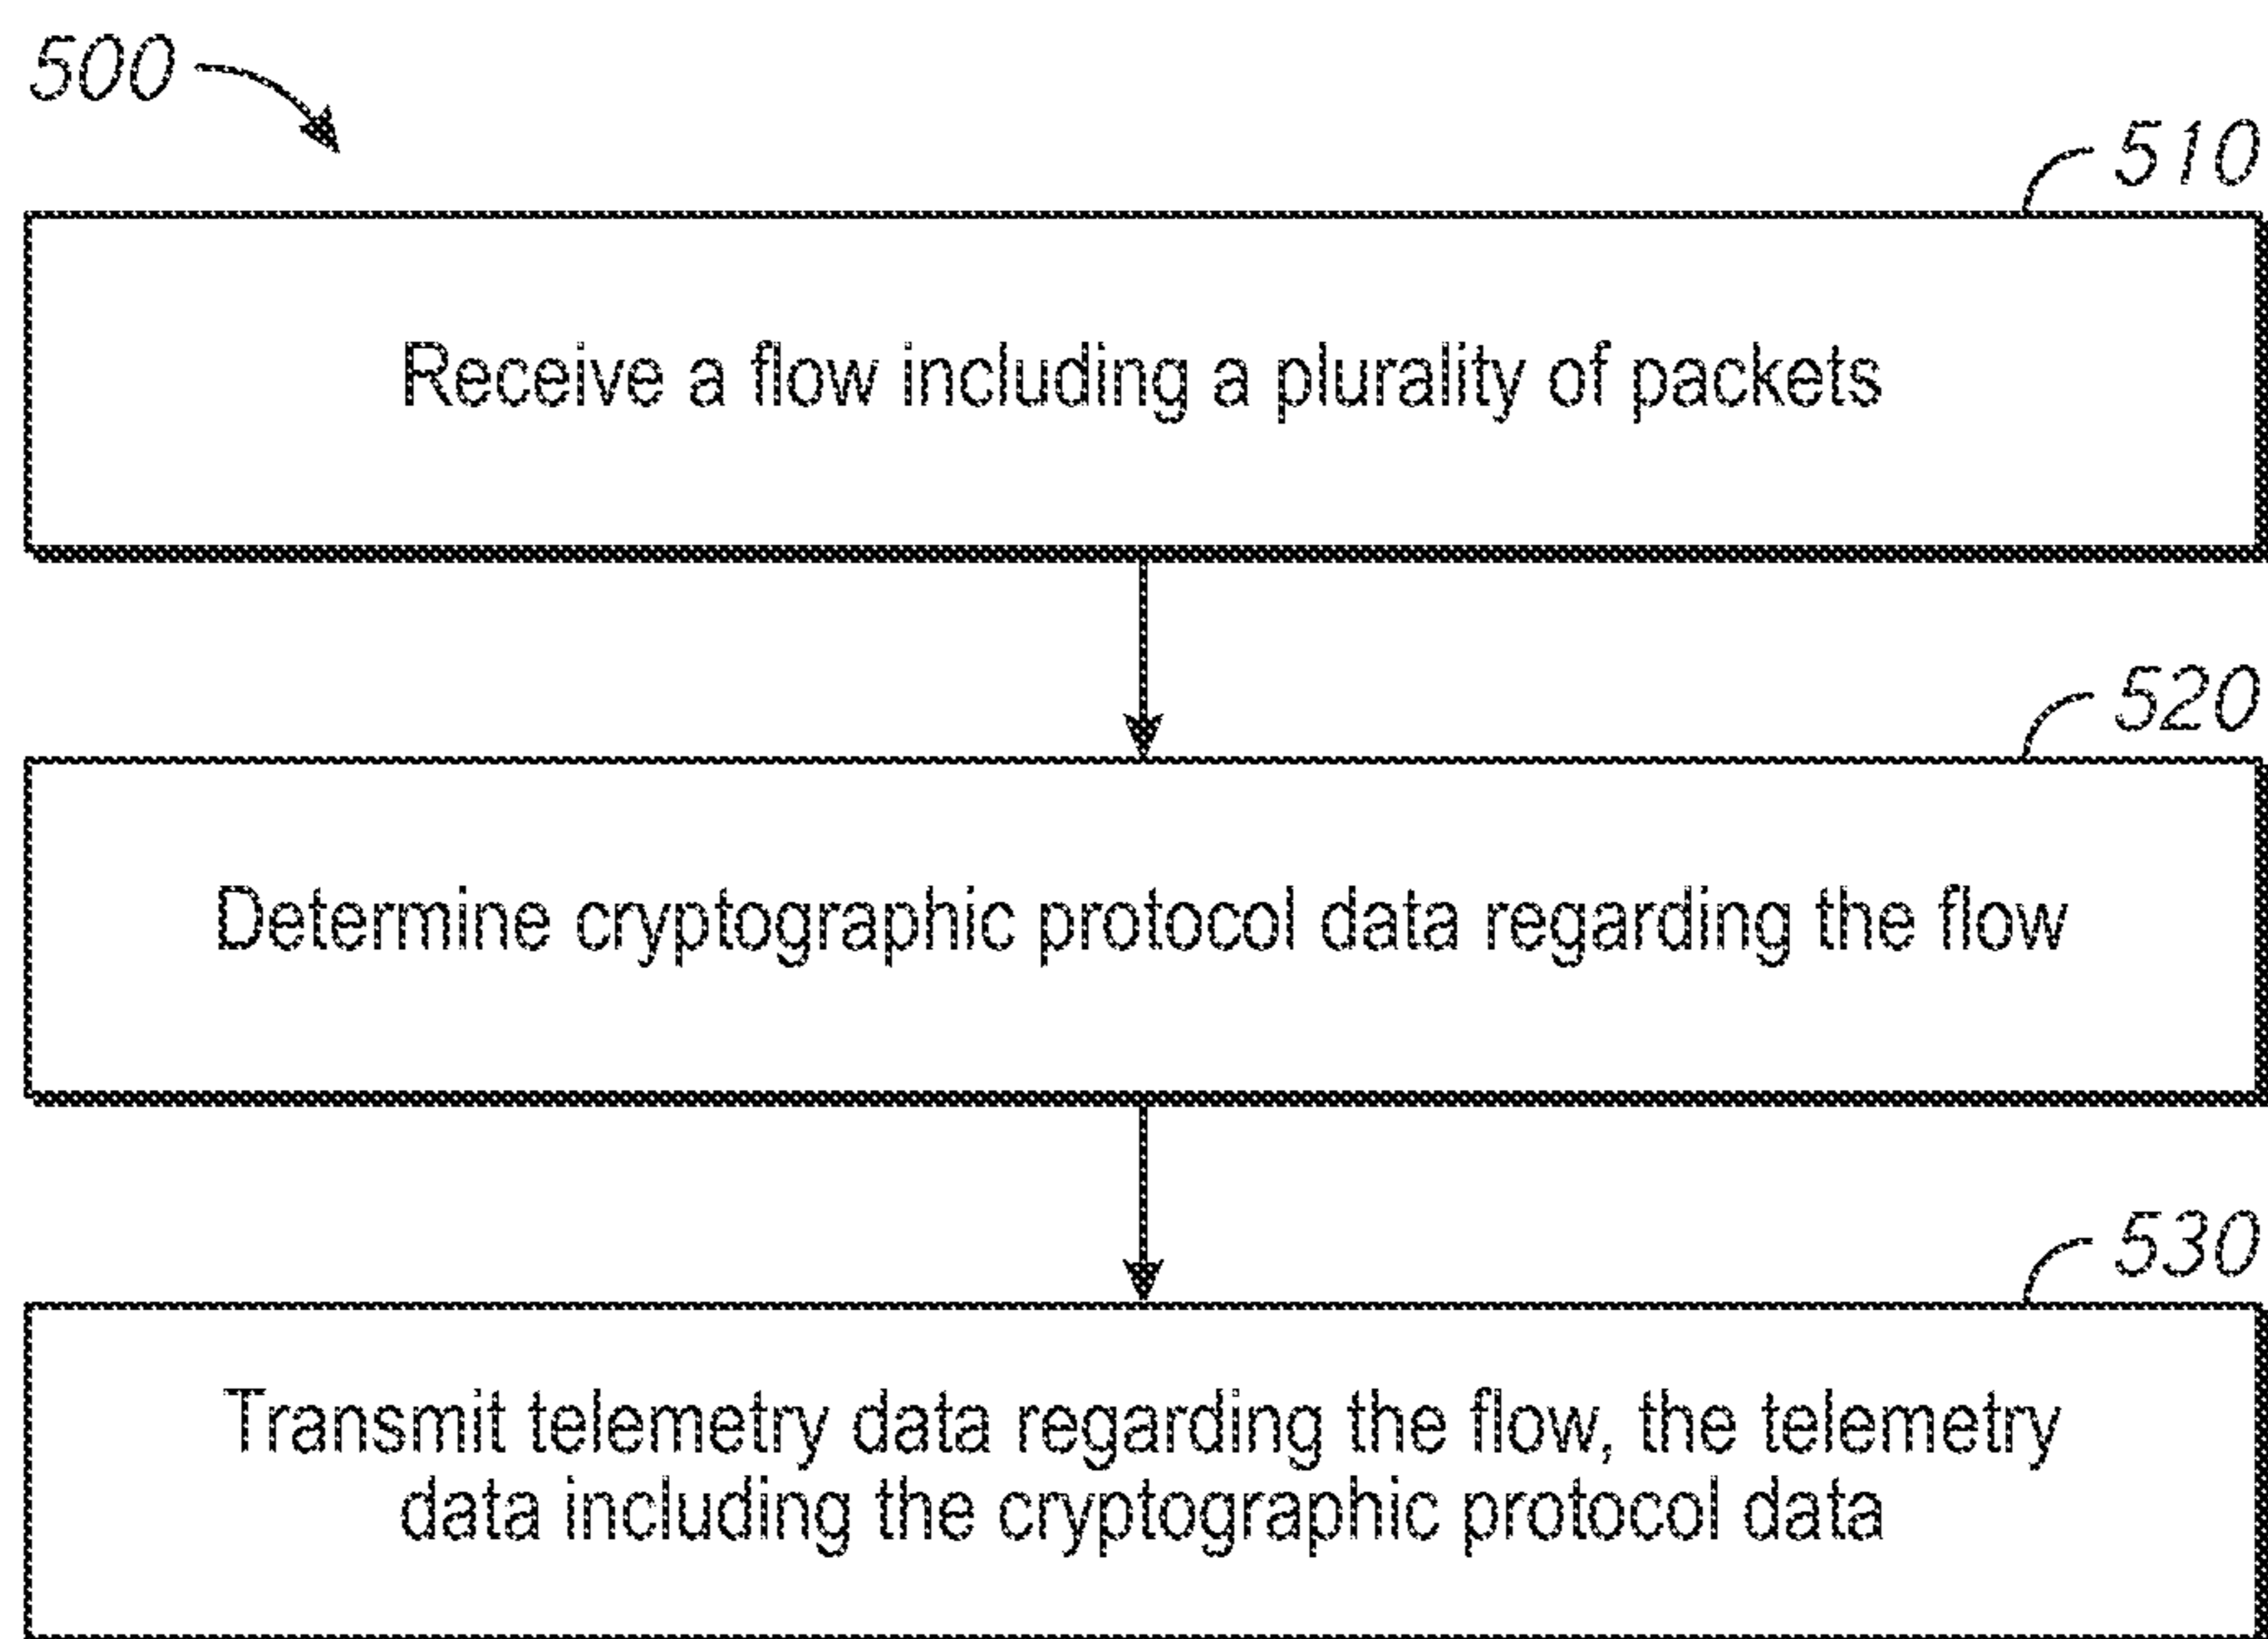 500
510
Receive a flow including a plurality of packets
520
Determine cryptographic protocol data regarding the flow
530
Transmit telemetry data regarding the flow, the telemetry
data including the cryptographic protocol data